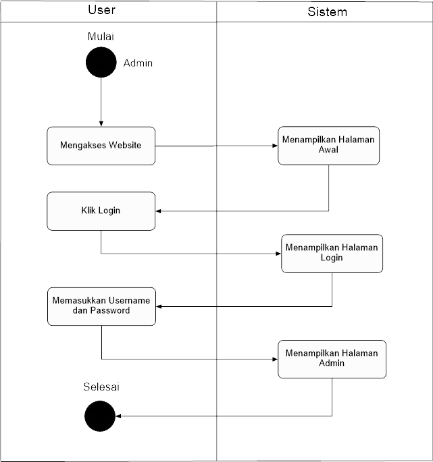 User
Sistem
Mulai
Admin
Mengakses Website
Menampilkan Halaman
Awal
Klik Login
Menampilkan Halaman
Login
Memasukkan Username
dan Password
Menampilkan Halaman
Admin
Selesai